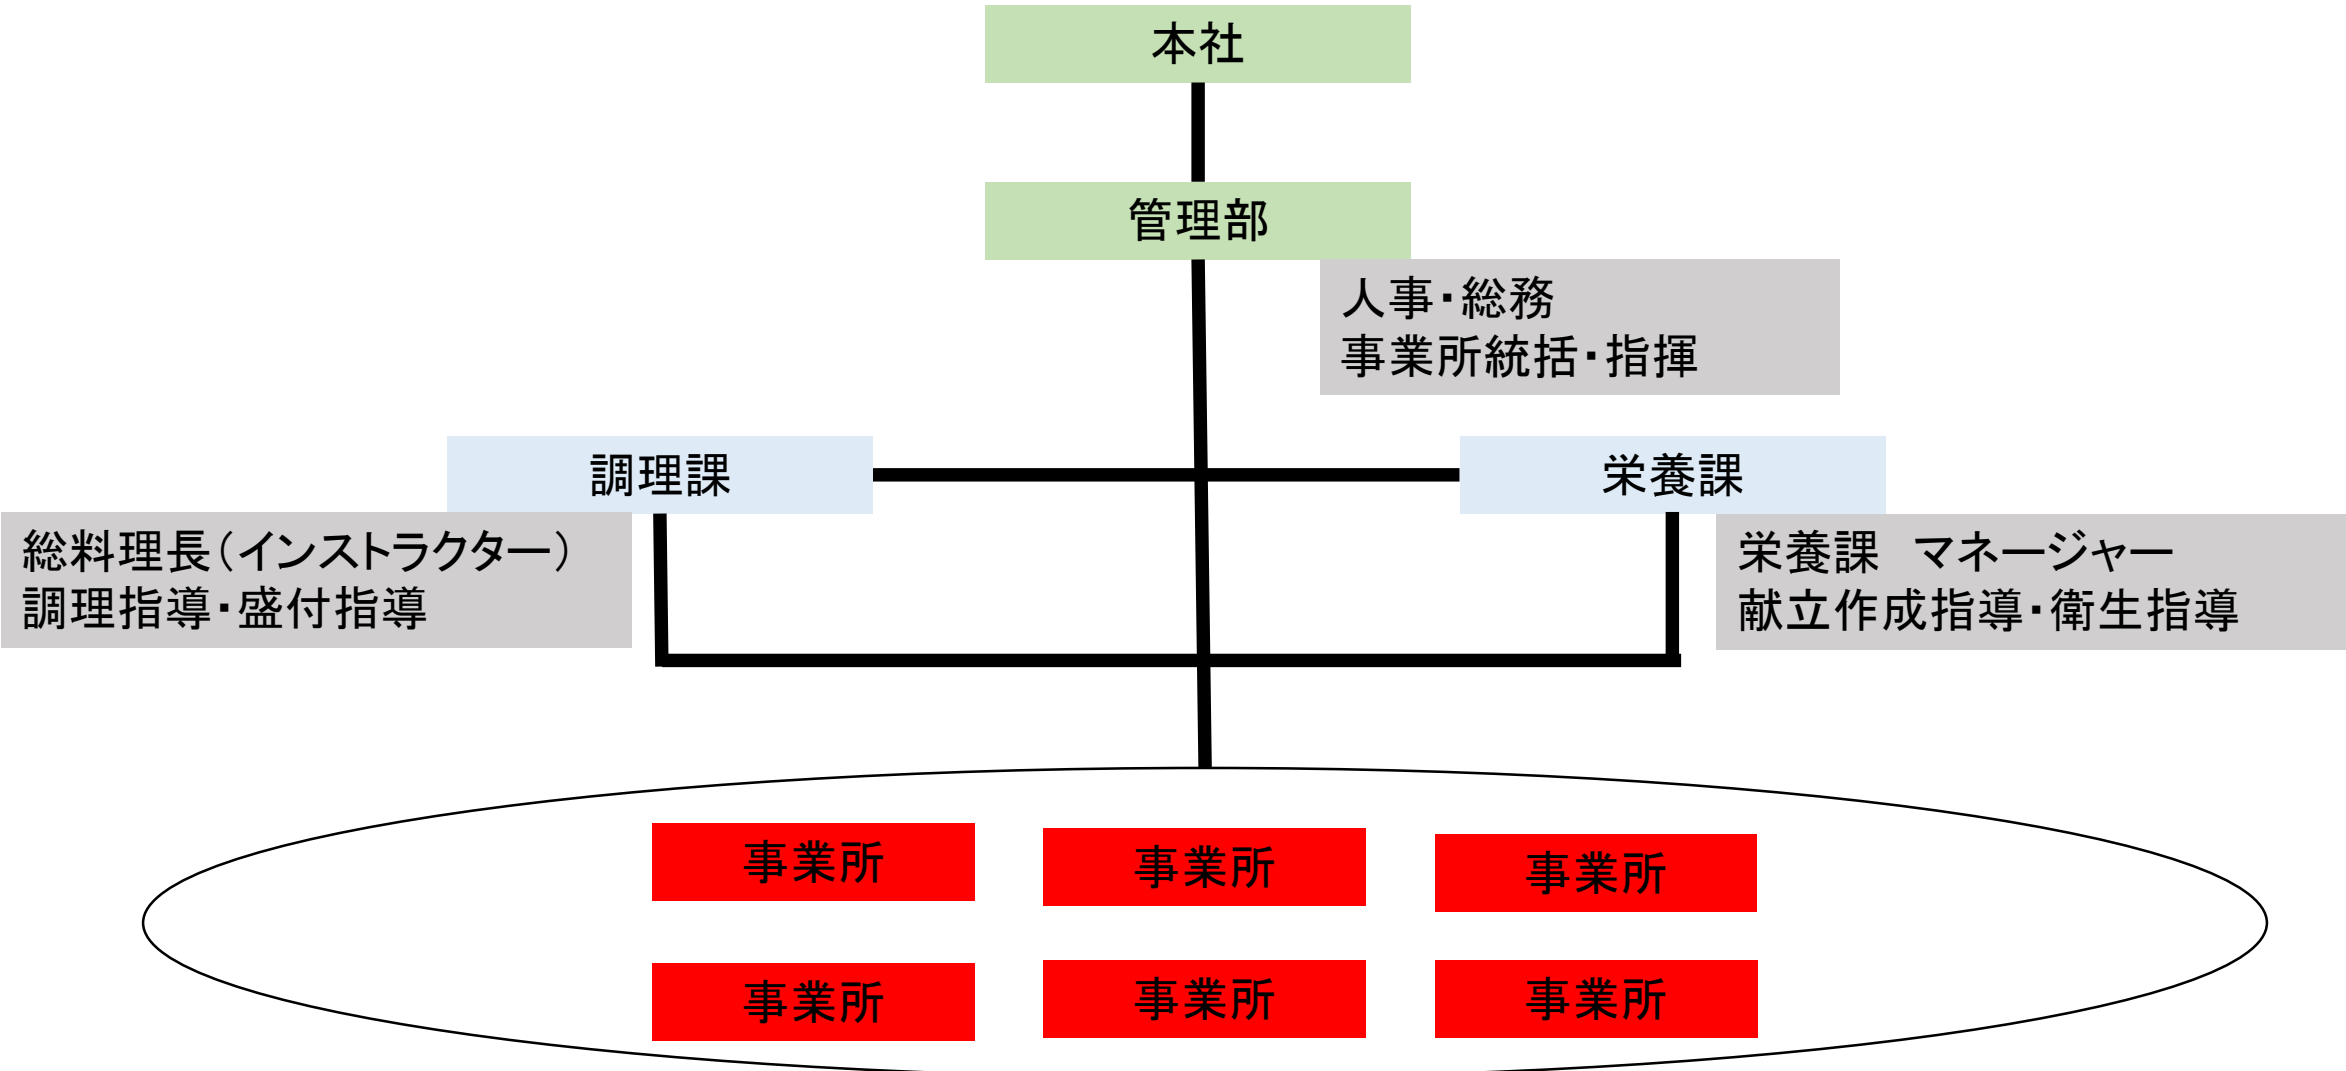 本社
管理部
人事・総務
事業所統括・指揮
調理課
栄養課
総料理長（インストラクター）
調理指導・盛付指導
栄養課　マネージャー
献立作成指導・衛生指導
事業所
事業所
事業所
事業所
事業所
事業所